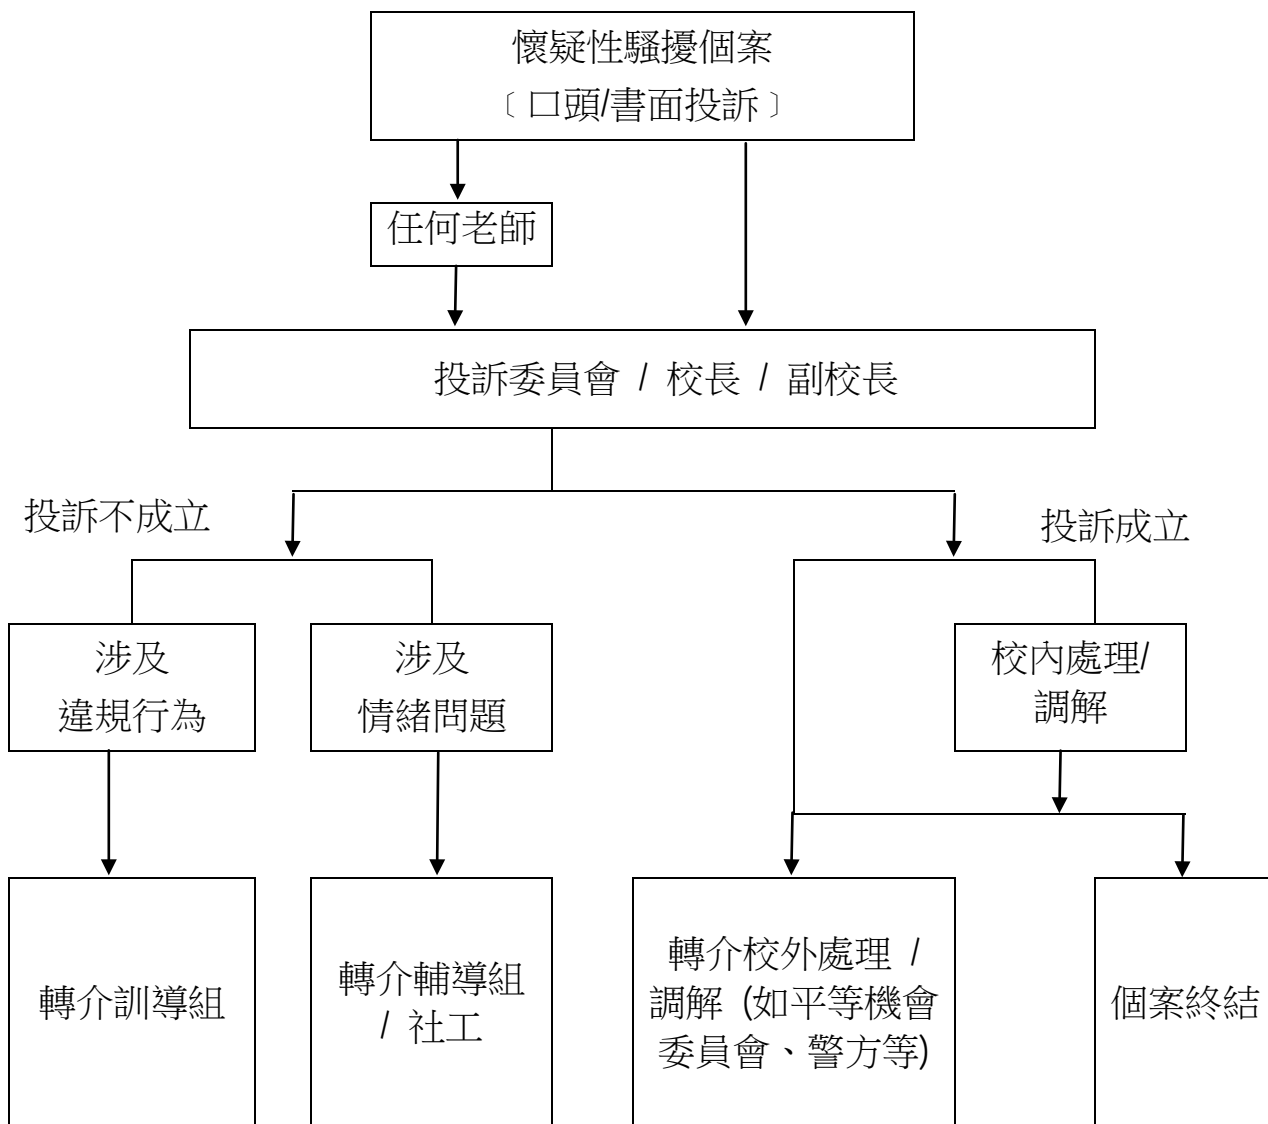 懷疑性騷擾個案
﹝口頭/書面投訴﹞
任何老師
投訴委員會 / 校長 / 副校長
投訴不成立
投訴成立
涉及
違規行為
涉及
情緒問題
校內處理/
調解
轉介訓導組
轉介輔導組
/ 社工
轉介校外處理 /
調解 (如平等機會
委員會、警方等)
個案終結